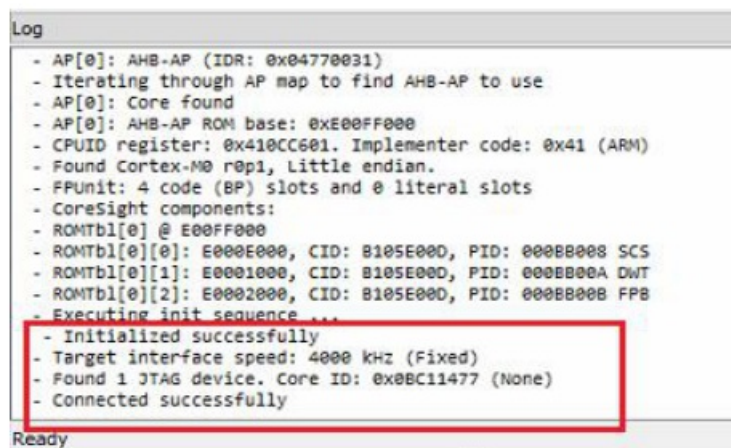 Log
- AP[0]: AHB-AP (IDR: 0x04770031)
- Iterating through AP map to find AHB-AP to use
- AP[0]: Core found
- AP[0]: AHB-AP ROM base: 0xE00FF000
- CPUID register: 0x410CC601. Implementer code: 0x41 (ARM)
- Found Cortex-M0 r0p1, Little endian.
- FPUnit: 4 code (BP) slots and 0 literal slots
- CoreSight components:
- ROMTbl[0] @ E00FF000
- ROMTbl[0][0]: E000E000, CID: B105E00D, PID: 000BB008 SCS
- ROMTbl[0][1]: E0001000, CID: B105E00D, PID: 000BB00A DWT
- ROMTbl[0][2]: E0002000, CID: B105E00D, PID: 000BB00B FPB
- Executing init sequence ...
- Initialized successfully
- Target interface speed: 4000 kHz (Fixed)
- Found 1 JTAG device. Core ID: 0x0BC11477 (None)
- Connected successfully
Ready